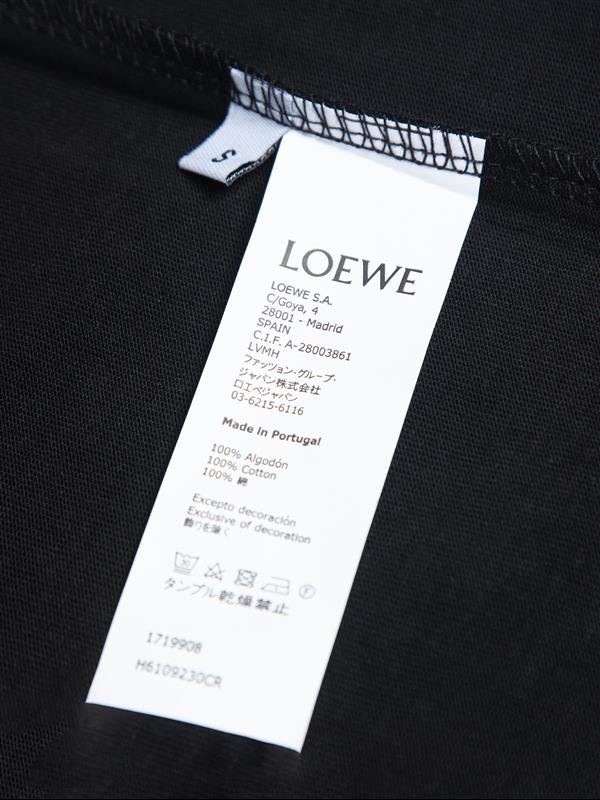 S
LOEWE
LOEWE S.A.
C/Goya, 4
28001 - Madrid
SPAIN
C.I.F. A-28003861
LVMH
ファッション・グループ・
ジャパン株式会社
ロエベジャパン
03-6215-6116
Made in Portugal
100% Algodón
100% Cotton
100% 綿
Excepto decoración
Exclusive of decoration
飾りを除く
30 F
タンブル乾燥禁止
1719908
H6109230CR